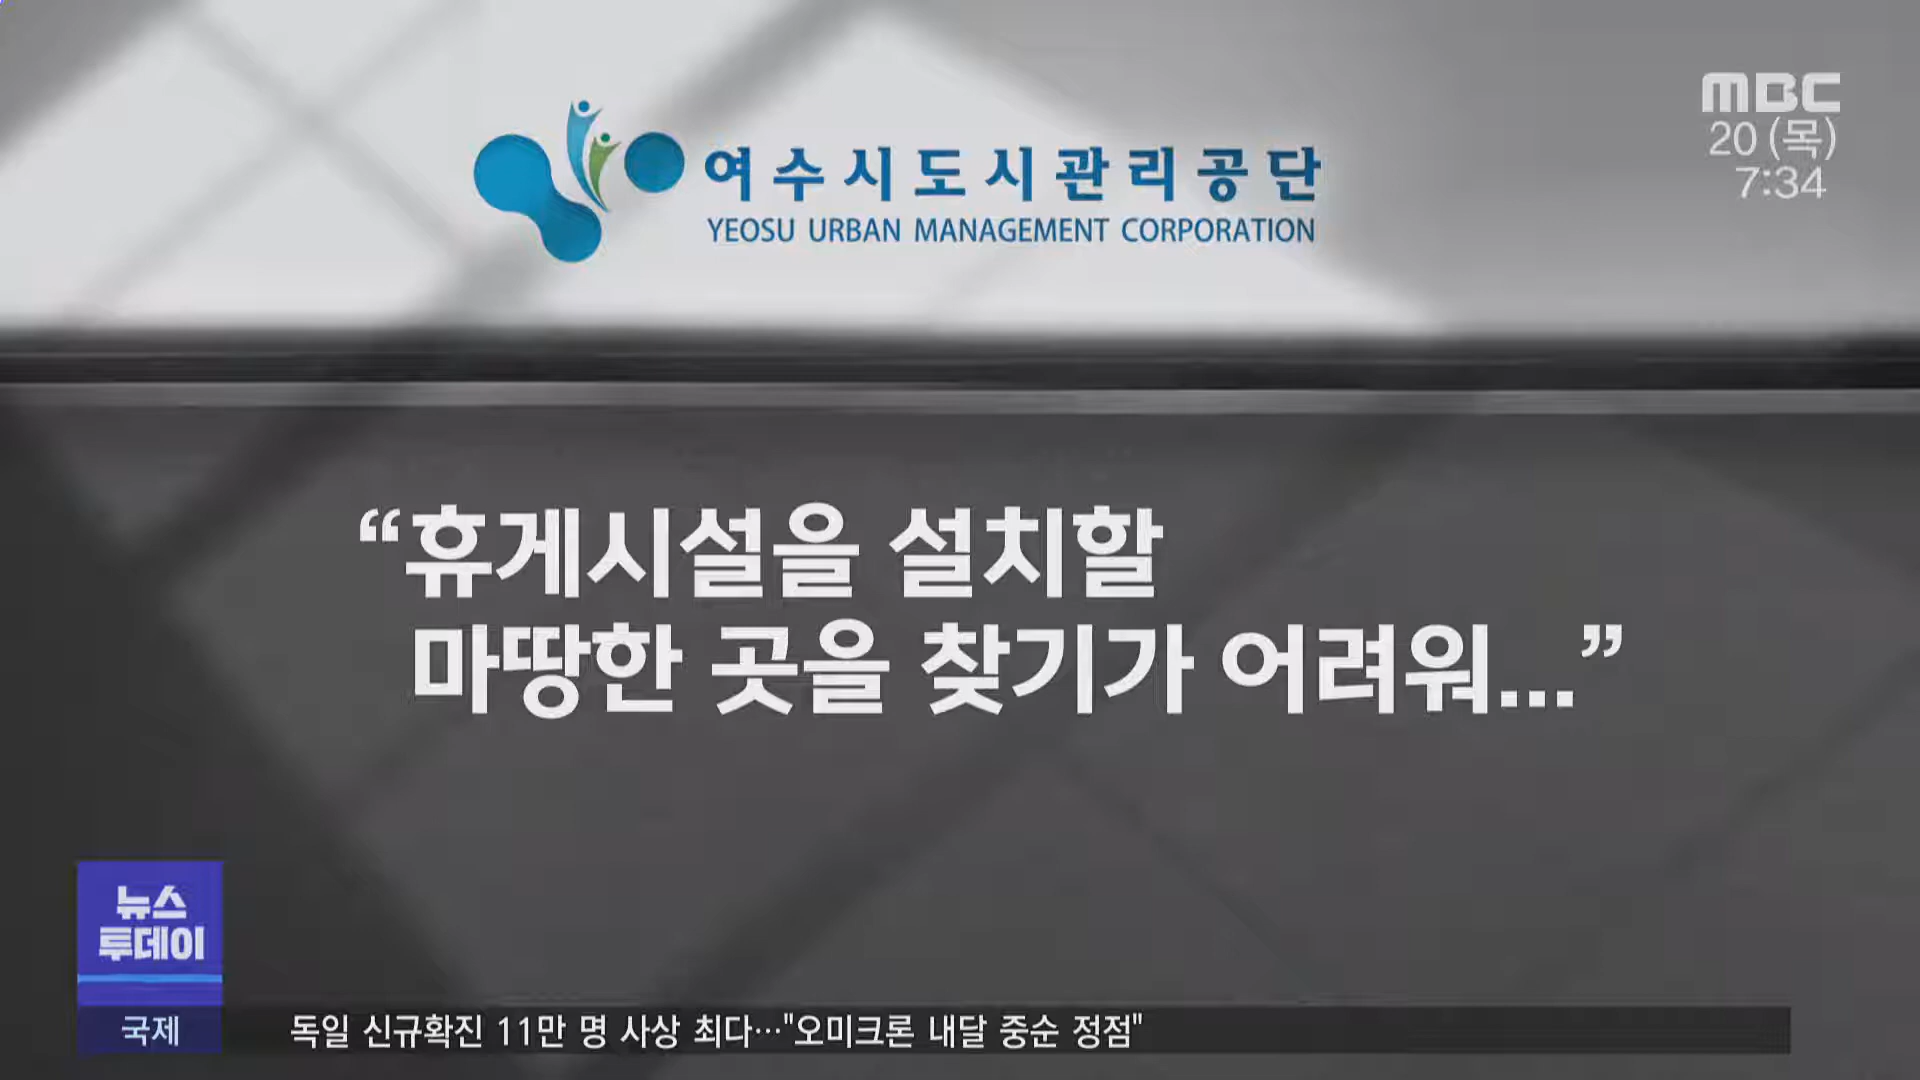 여수시도시관리공단
YEOSU URBAN MANAGEMENT CORPORATION
MBC
20 (목)
7:34
“휴게시설을 설치할
마땅한 곳을 찾기가 어려워...”
뉴스
투데이
국제
독일 신규확진 11만 명 사상 최다…"오미크론 내달 중순 정점"